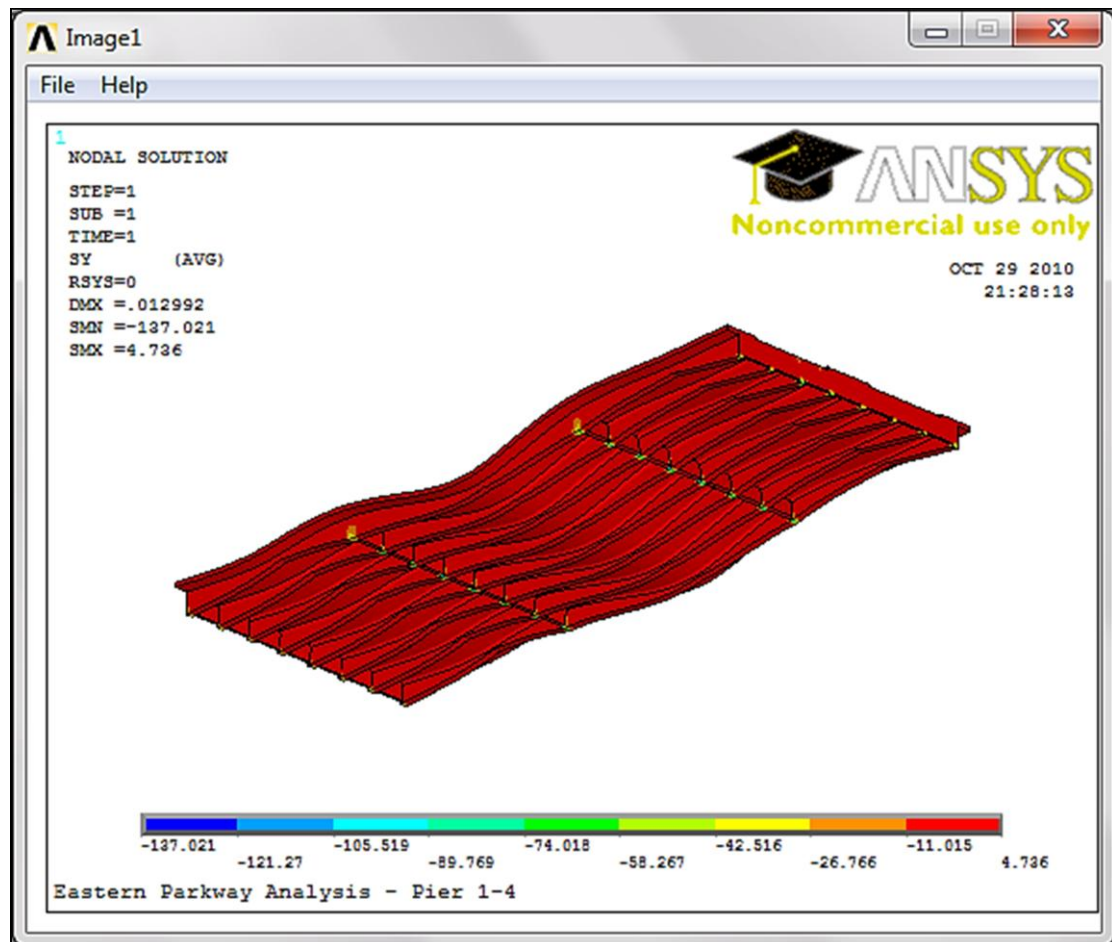 Image1
File Help
1
NODAL SOLUTION
STEP=1
SUB =1
TIME=1
SY (AVG)
RSYS=0
DMX =.012992
SMN =-137.021
SMX =4.736
ANSYS
Noncommercial use only
OCT 29 2010
21:28:13
-137.021 -105.519 -74.018 -42.516 -11.015
-121.27 -89.769 -58.267 -26.766 4.736
Eastern Parkway Analysis - Pier 1-4